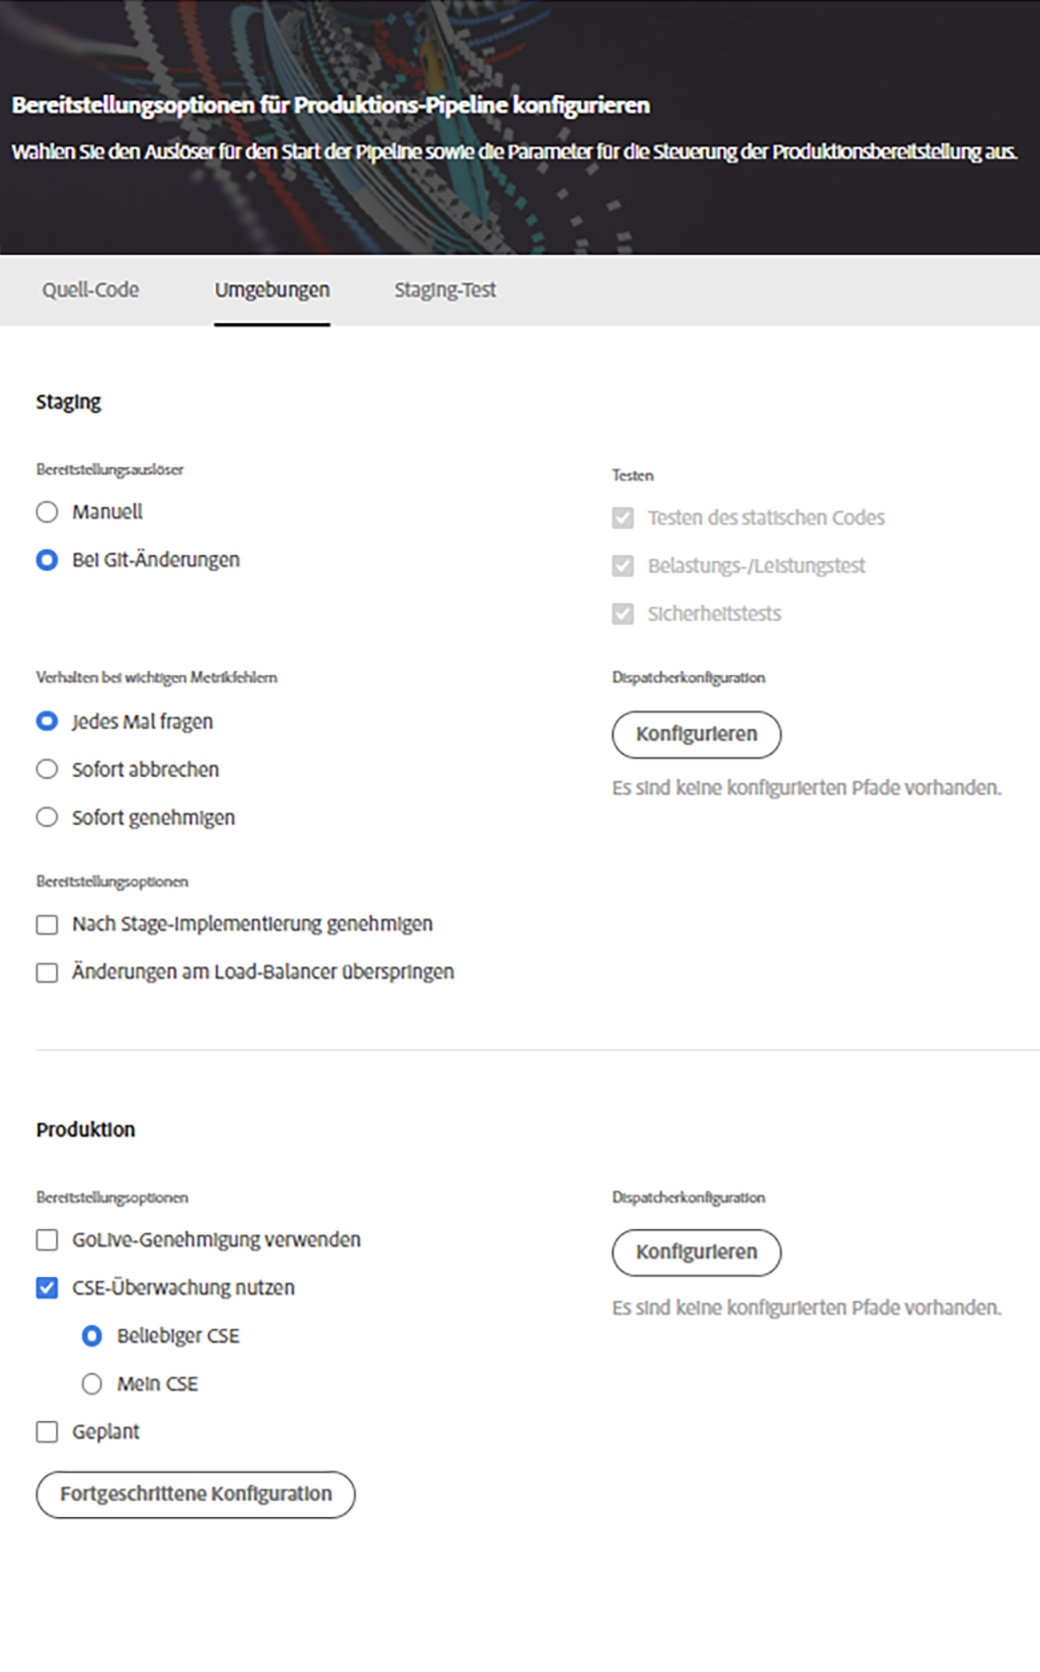 Bereitstellungsoptionen für Produktions-Pipeline konfigurieren
Wählen Sie den Auslöser für den Start der Pipeline sowie die Parameter für die Steuerung der Produktionsbereitstellung aus.
Quell-Code
Umgebungen
Staging-Test
Staging
Bereitstellungsauslöser
Manuell
Bei Git-Änderungen
Testen
Testen des statischen Codes
Belastungs-/Leistungstest
Sicherheitstests
Verhalten bei wichtigen Metrikfehlern
Jedes Mal fragen
Sofort abbrechen
Sofort genehmigen
Dispatcherkonfiguration
Konfigurieren
Es sind keine konfigurierten Pfade vorhanden.
Bereitstellungsoptionen
Nach Stage-Implementierung genehmigen
Änderungen am Load-Balancer überspringen
Produktion
Bereitstellungsoptionen
GoLive-Genehmigung verwenden
CSE-Überwachung nutzen
Beliebiger CSE
Mein CSE
Geplant
Fortgeschrittene Konfiguration
Dispatcherkonfiguration
Konfigurieren
Es sind keine konfigurierten Pfade vorhanden.